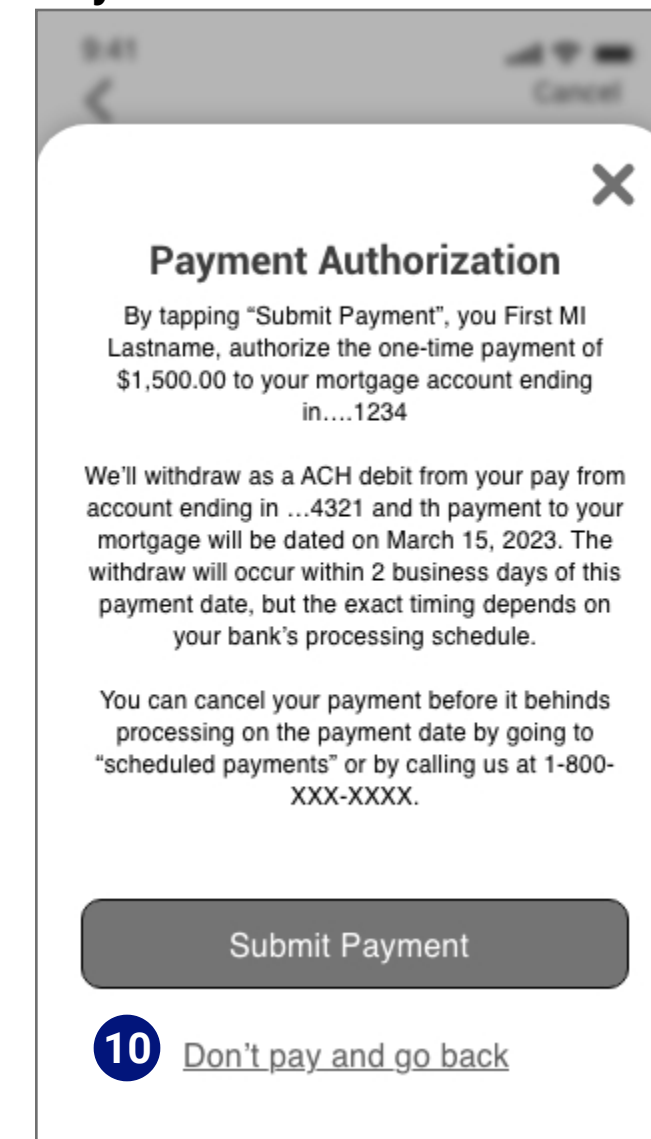 9:41
Cancel
Payment Authorization
By tapping “Submit Payment”, you First MI
Lastname, authorize the one-time payment of
$1,500.00 to your mortgage account ending
in....1234
We’ll withdraw as a ACH debit from your pay from
account ending in ...4321 and th payment to your
mortgage will be dated on March 15, 2023. The
withdraw will occur within 2 business days of this
payment date, but the exact timing depends on
your bank’s processing schedule.
You can cancel your payment before it behinds
processing on the payment date by going to
“scheduled payments” or by calling us at 1-800-
XXX-XXXX.
Submit Payment
10 Don’t pay and go back